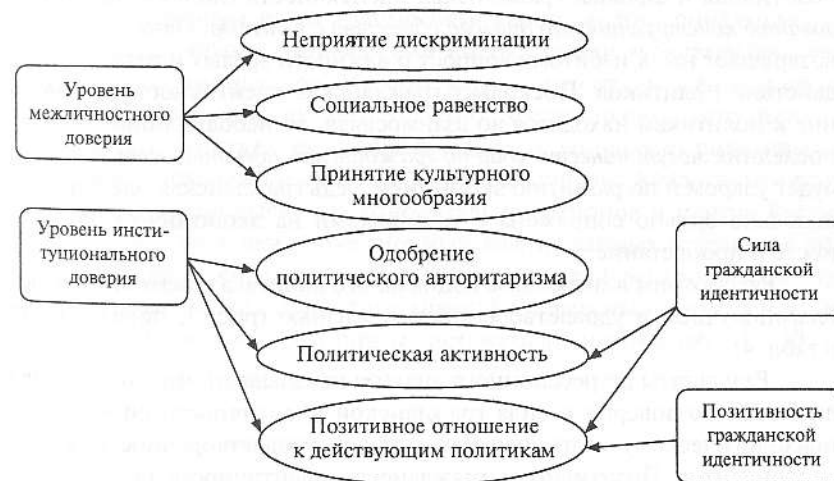 Неприятие дискриминации
Уровень
межличностного
доверия
Социальное равенство
Принятие культурного
многообразия
Уровень инсти-
туционального
доверия
Одобрение
политического авторитаризма
Сила
гражданской
идентичности
Политическая активность
Позитивное отношение
к действующим политикам
Позитивность
гражданской
идентичности